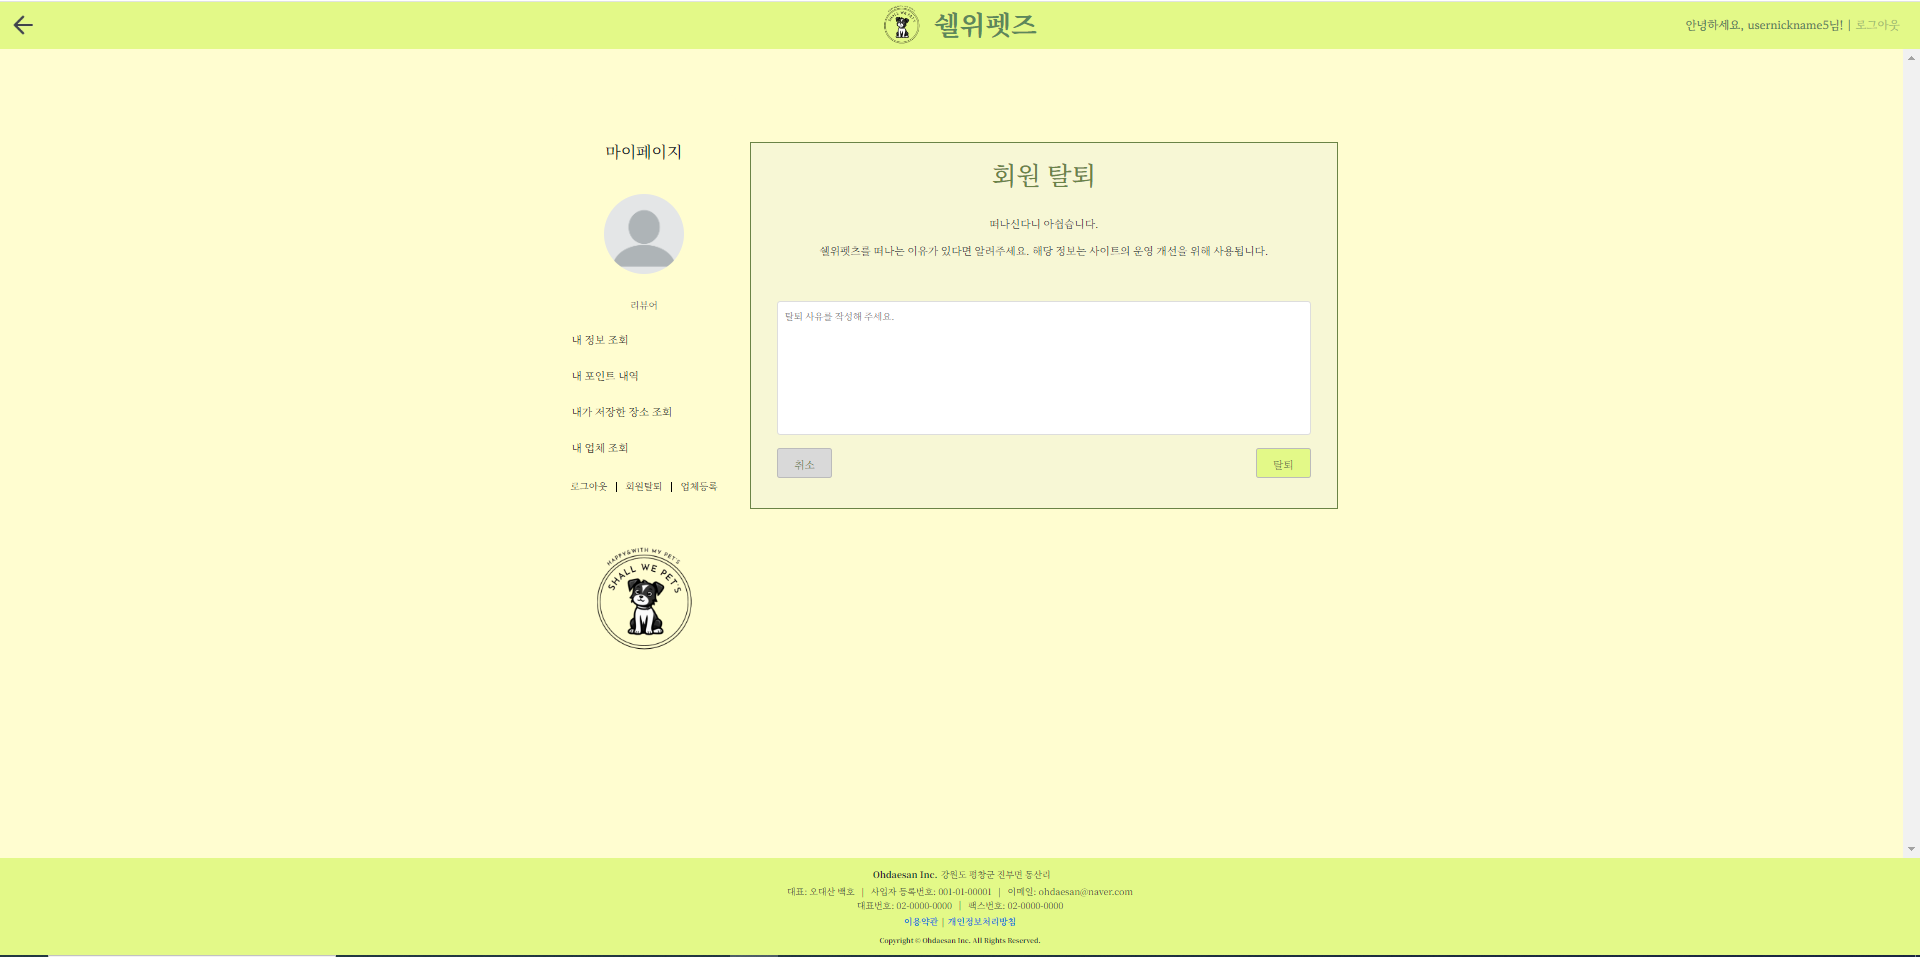 쉘위펫즈
안녕하세요, usernickname5님! | 로그아웃
마이페이지
리뷰어
내 정보 조회
내 포인트 내역
내가 저장한 장소 조회
내 업체 조회
로그아웃 | 회원탈퇴 | 업체등록
HAPPY&WITH MY PET'S
SHALL WE PET'S
회원 탈퇴
떠나신다니 아쉽습니다.
쉘위펫츠를 떠나는 이유가 있다면 알려주세요. 해당 정보는 사이트의 운영 개선을 위해 사용됩니다.
탈퇴 사유를 작성해 주세요.
취소
탈퇴
Ohdaesan Inc. 강원도 평창군 진부면 동산리
대표: 오대산 백호 | 사업자 등록번호: 001-01-00001 | 이메일: ohdaesan@naver.com
대표번호: 02-0000-0000 | 팩스번호: 02-0000-0000
이용약관 | 개인정보처리방침
Copyright © Ohdaesan Inc. All Rights Reserved.